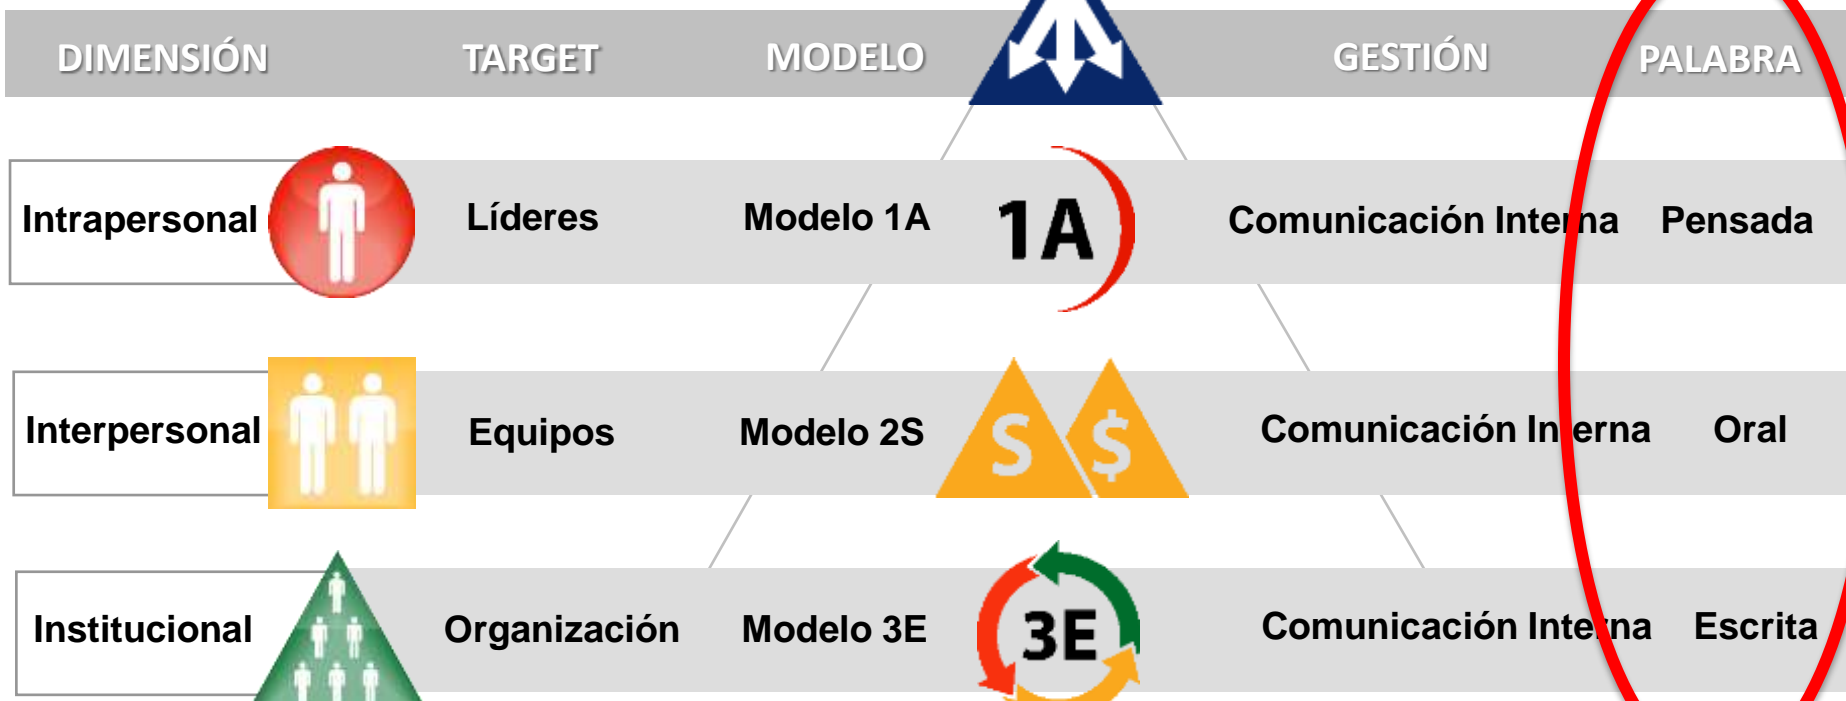 DIMENSIÓN TARGET MODELO GESTIÓN PALABRA
Intrapersonal Líderes Modelo 1A 1A Comunicación Interna Pensada
Interpersonal Equipos Modelo 2S S $ Comunicación Interna Oral
Institucional Organización Modelo 3E 3E Comunicación Interna Escrita